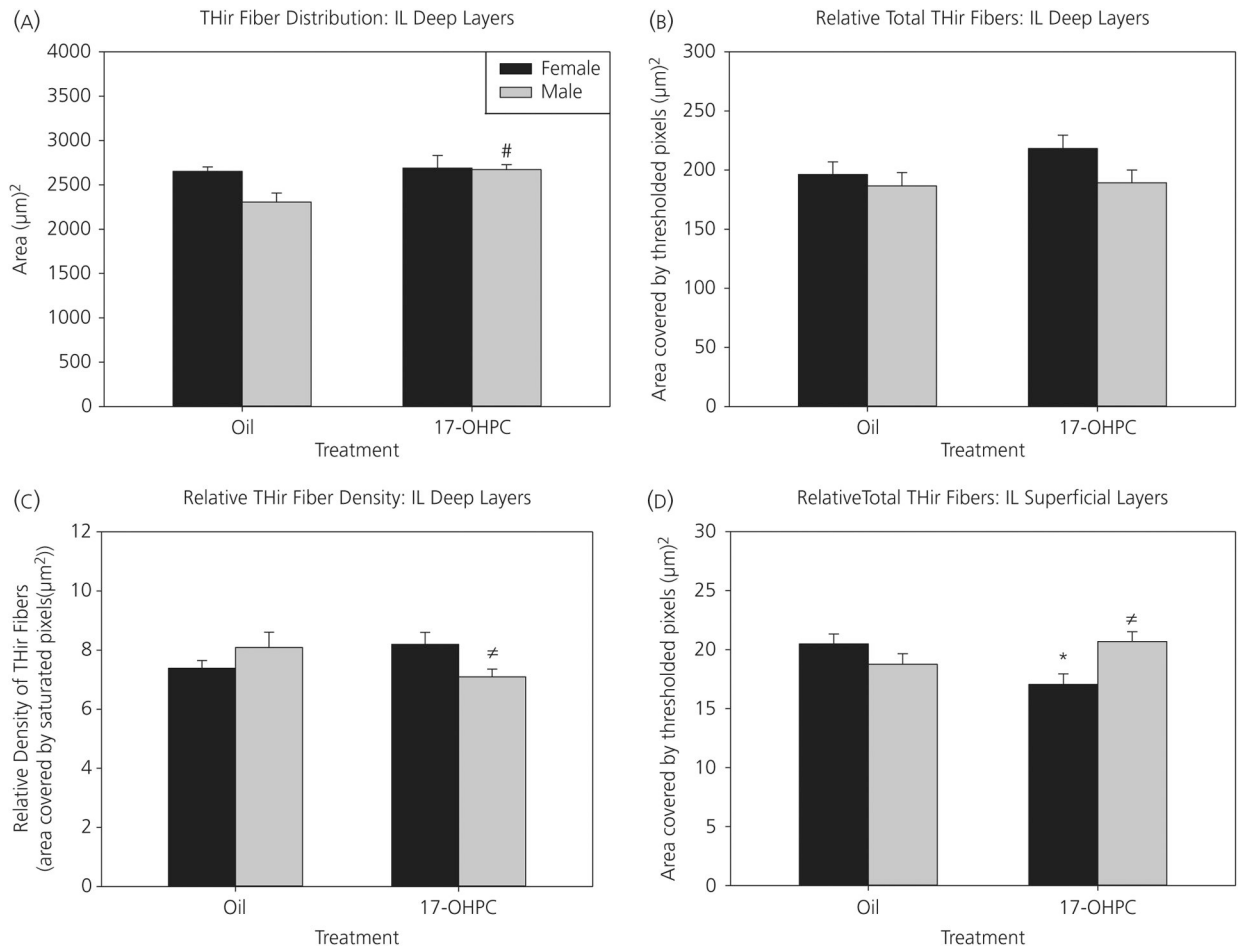 (A)
THir Fiber Distribution: IL Deep Layers
Area (µm)²
4000
3500
3000
2500
2000
1500
1000
500
0
Female
Male
#
Oil
17-OHPC
Treatment
(B)
Relative Total THir Fibers: IL Deep Layers
Area covered by thresholded pixels (µm)²
300
250
200
150
100
50
0
Oil
17-OHPC
Treatment
(C)
Relative THir Fiber Density: IL Deep Layers
Relative Density of THir Fibers
(area covered by saturated pixels(µm²))
12
10
8
6
4
2
0
≠
Oil
17-OHPC
Treatment
(D)
RelativeTotal THir Fibers: IL Superficial Layers
Area covered by thresholded pixels (µm)²
30
25
20
15
10
5
0
*
≠
Oil
17-OHPC
Treatment